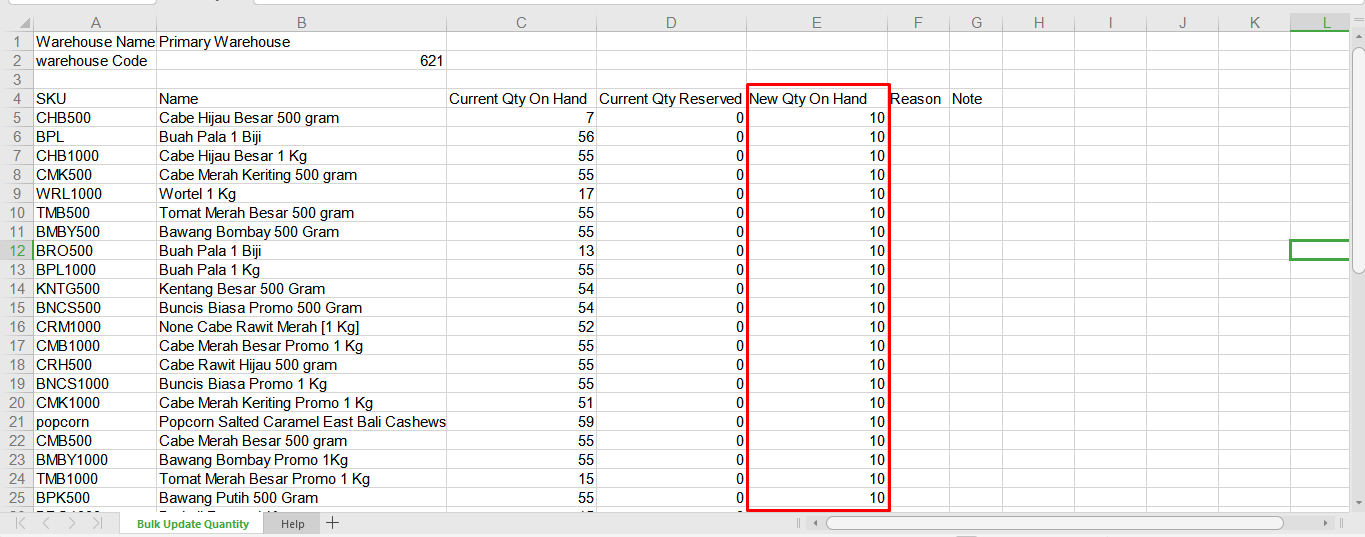 A B C D E F G H I J K L
1 Warehouse Name Primary Warehouse
2 warehouse Code 621
3
4 SKU Name Current Qty On Hand Current Qty Reserved New Qty On Hand Reason Note
5 CHB500 Cabe Hijau Besar 500 gram 7 0 10
6 BPL Buah Pala 1 Biji 56 0 10
7 CHB1000 Cabe Hijau Besar 1 Kg 55 0 10
8 CMK500 Cabe Merah Keriting 500 gram 55 0 10
9 WRL1000 Wortel 1 Kg 17 0 10
10 TMB500 Tomat Merah Besar 500 gram 55 0 10
11 BMBY500 Bawang Bombay 500 Gram 55 0 10
12 BRO500 Buah Pala 1 Biji 13 0 10
13 BPL1000 Buah Pala 1 Kg 55 0 10
14 KNTG500 Kentang Besar 500 Gram 54 0 10
15 BNCS500 Buncis Biasa Promo 500 Gram 54 0 10
16 CRM1000 None Cabe Rawit Merah [1 Kg] 52 0 10
17 CMB1000 Cabe Merah Besar Promo 1 Kg 55 0 10
18 CRH500 Cabe Rawit Hijau 500 gram 55 0 10
19 BNCS1000 Buncis Biasa Promo 1 Kg 55 0 10
20 CMK1000 Cabe Merah Keriting Promo 1 Kg 51 0 10
21 popcorn Popcorn Salted Caramel East Bali Cashews 59 0 10
22 CMB500 Cabe Merah Besar 500 gram 55 0 10
23 BMBY1000 Bawang Bombay Promo 1Kg 55 0 10
24 TMB1000 Tomat Merah Besar Promo 1 Kg 15 0 10
25 BPK500 Bawang Putih 500 Gram 55 0 10
Bulk Update Quantity Help